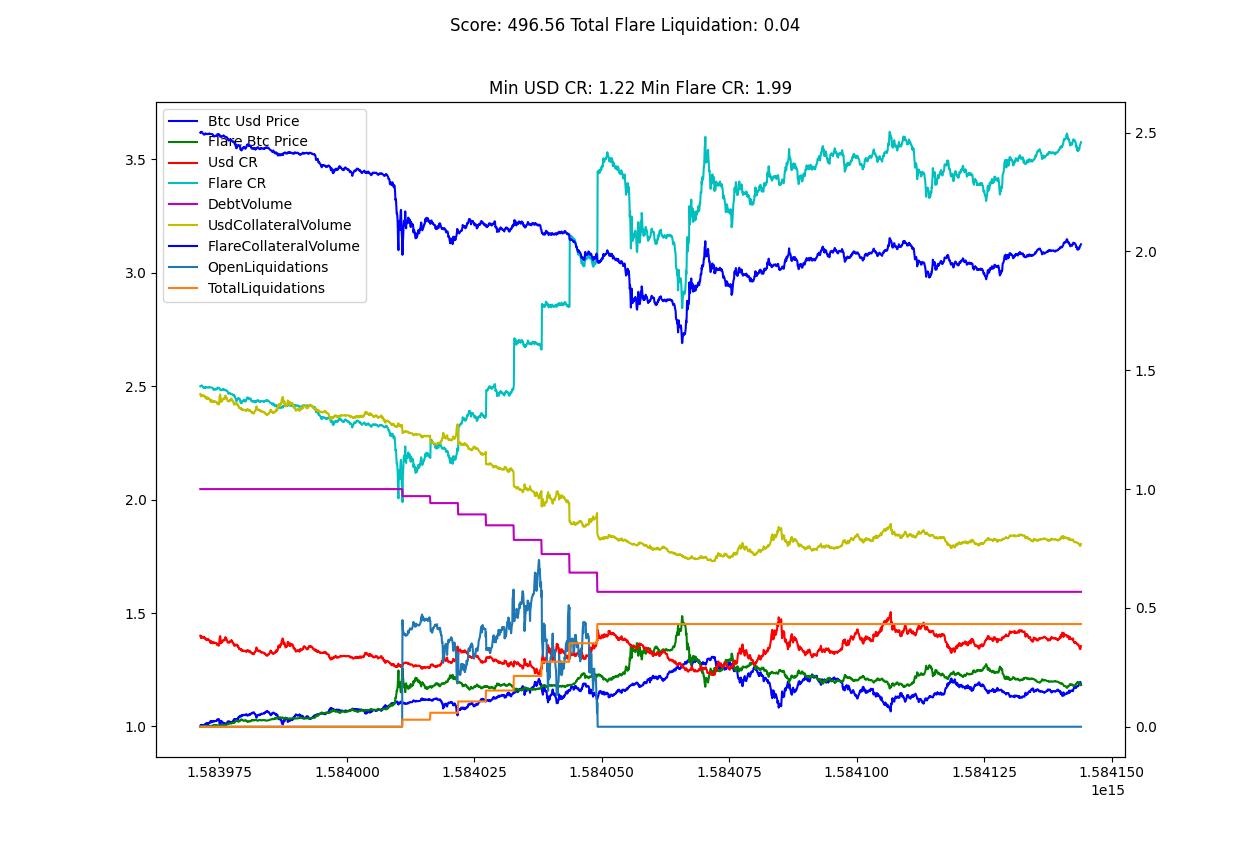 Score: 496.56 Total Flare Liquidation: 0.04
Min USD CR: 1.22 Min Flare CR: 1.99
Btc Usd Price
Flare Btc Price
Usd CR
Flare CR
DebtVolume
UsdCollateralVolume
FlareCollateralVolume
OpenLiquidations
TotalLiquidations
3.5
3.0
2.5
2.0
1.5
1.0
2.5
2.0
1.5
1.0
0.5
0.0
1.583975 1.584000 1.584025 1.584050 1.584075 1.584100 1.584125 1.584150
1e15